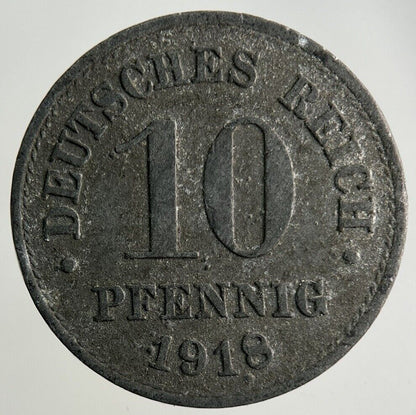 · DEUTSCHES REICH ·
10
PFENNIG
1918